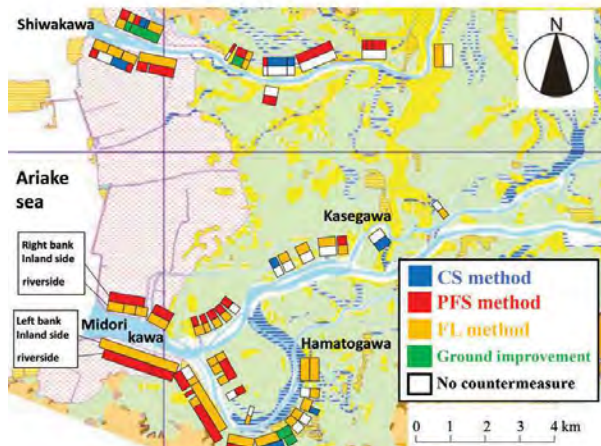 Shiwakawa
N
Ariake
sea
Kasegawa
Right bank
Inland side
riverside
Midori
kawa
Left bank
Inland side
riverside
Hamatogawa
CS method
PFS method
FL method
Ground improvement
No countermeasure
0 1 2 3 4 km